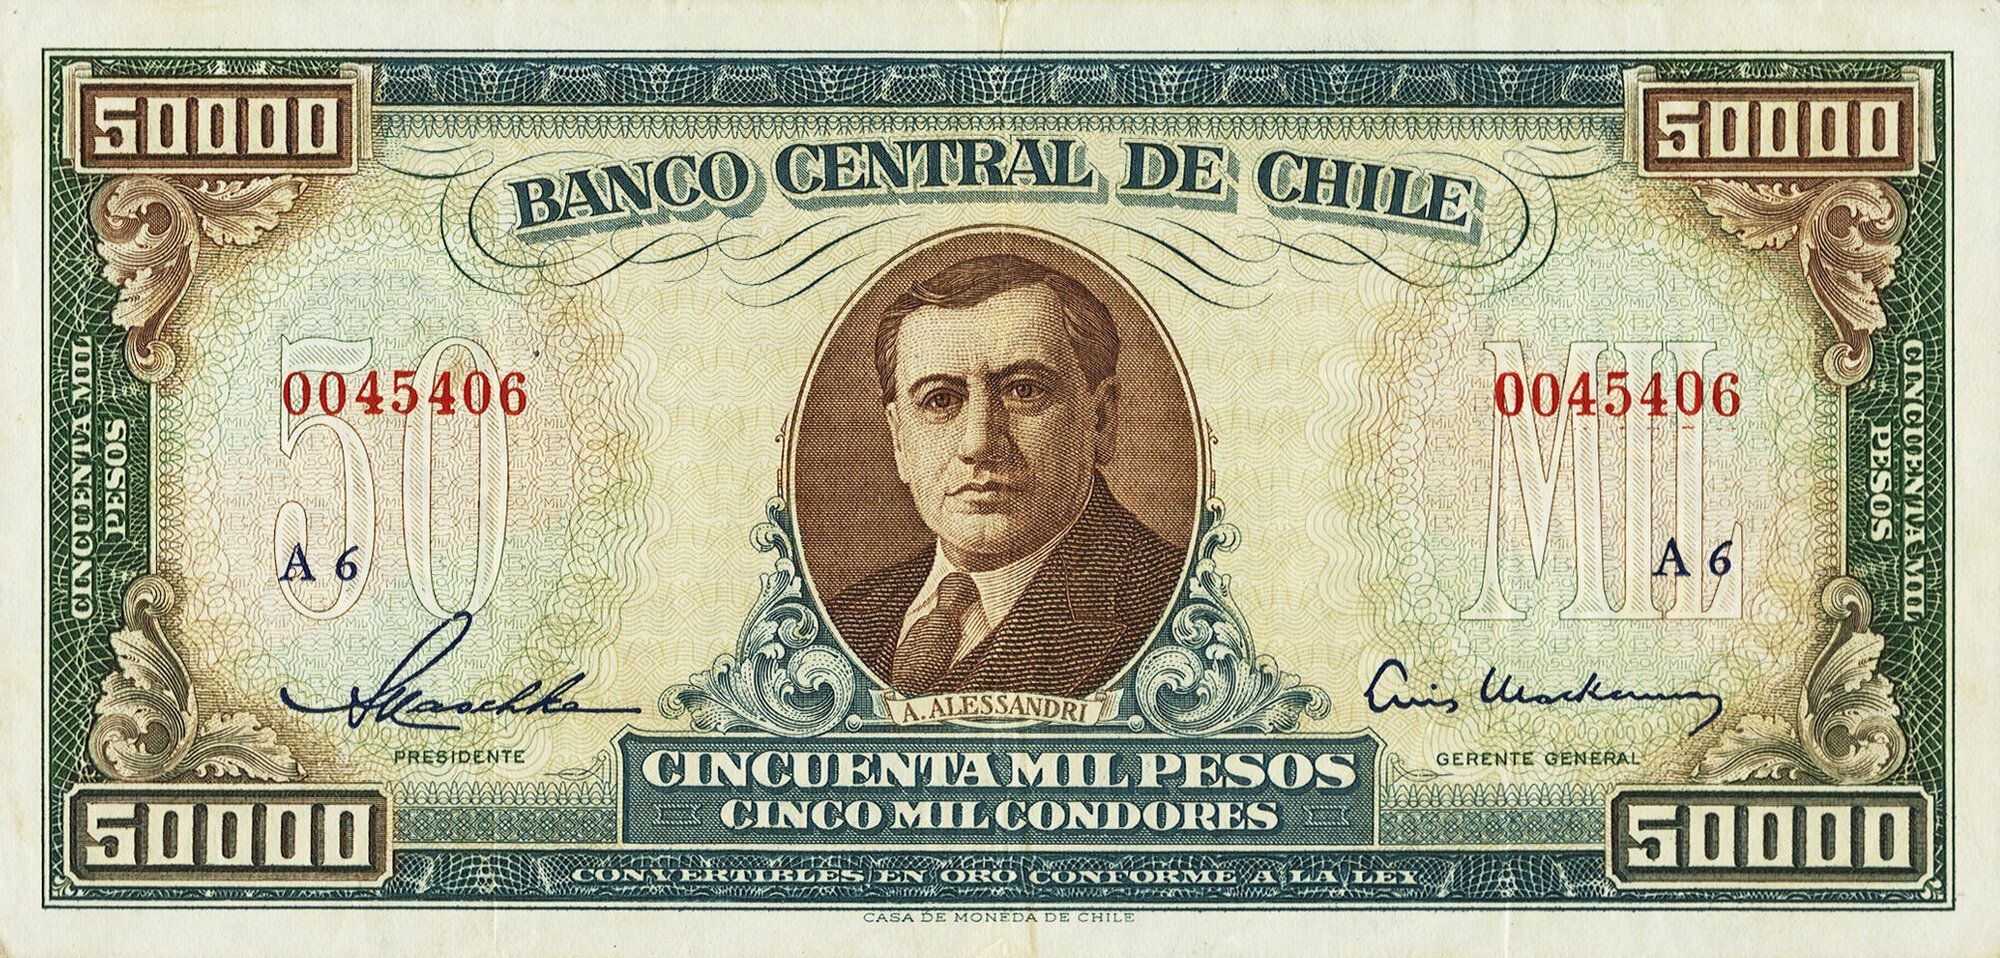 50000
50000
BANCO CENTRAL DE CHILE
CINCUENTA MIL
PESOS
CINCUENTA MIL
PESOS
50
MIL
0045406
0045406
A 6
A 6
A. ALESSANDRI
PRESIDENTE
GERENTE GENERAL
CINCUENTA MIL PESOS
CINCO MIL CONDORES
50000
50000
CONVERTIBLES EN ORO CONFORME A LA LEY
CASA DE MONEDA DE CHILE